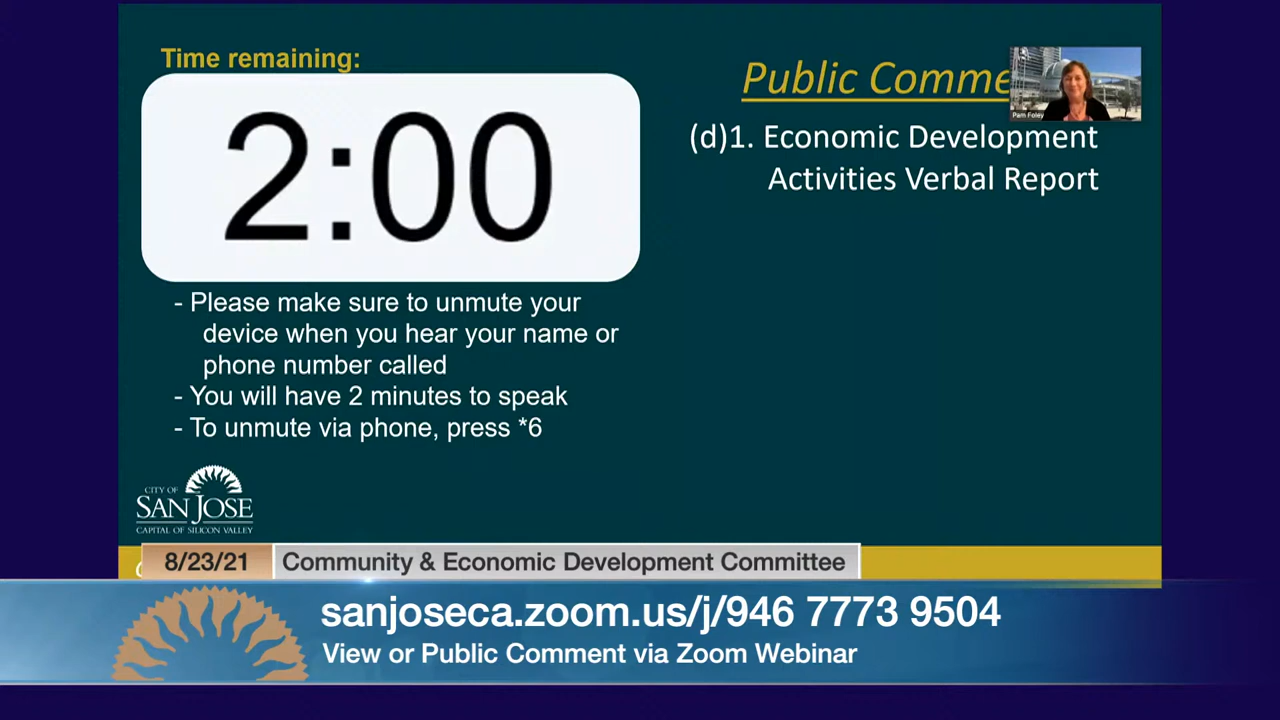 Time remaining:
2:00
- Please make sure to unmute your
device when you hear your name or
phone number called
- You will have 2 minutes to speak
- To unmute via phone, press *6
Public Comme
Pam Foley
(d)1. Economic Development
Activities Verbal Report
CITY OF
SAN JOSE
CAPITAL OF SILICON VALLEY
8/23/21
Community & Economic Development Committee
sanjoseca.zoom.us/j/946 7773 9504
View or Public Comment via Zoom Webinar